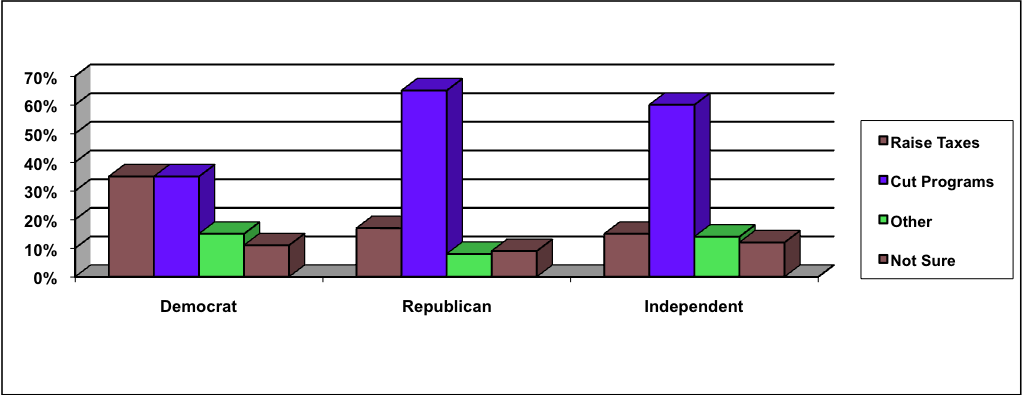 70%
60%
50%
40%
30%
20%
10%
0%
Democrat
Republican
Independent
Raise Taxes
Cut Programs
Other
Not Sure